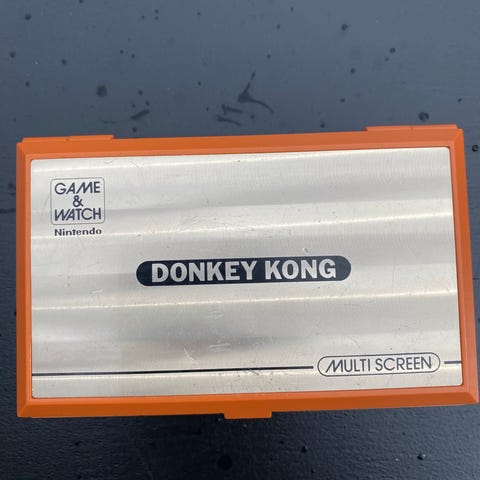 GAME
&
WATCH
Nintendo
DONKEY KONG
MULTI SCREEN